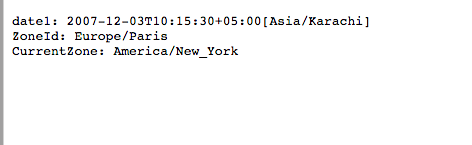 date1: 2007-12-03T10:15:30+05:00[Asia/Karachi]
ZoneId: Europe/Paris
CurrentZone: America/New_York